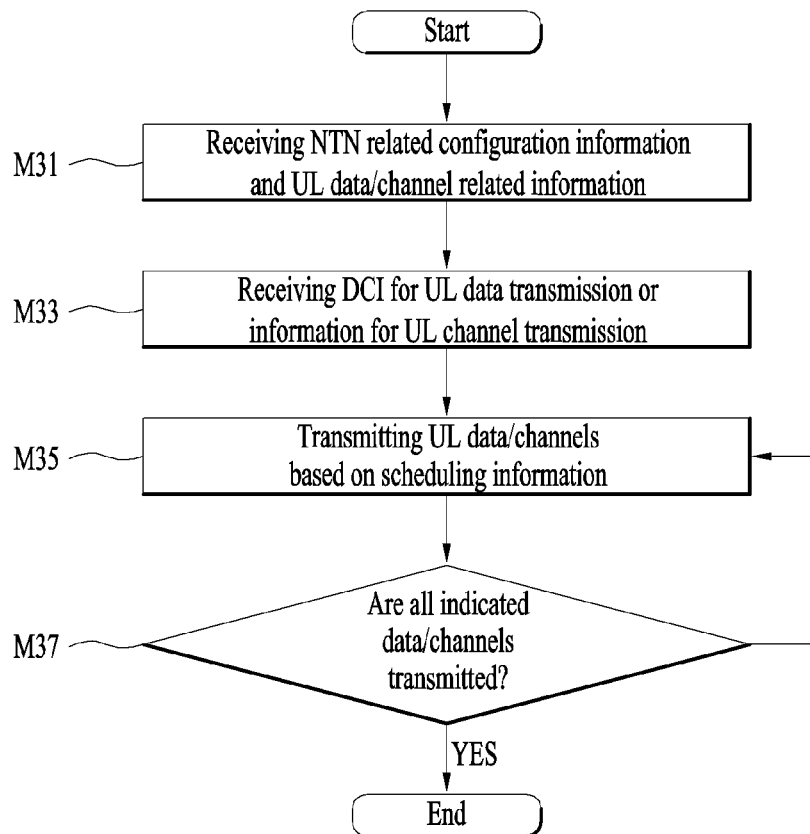 Start
M31
Receiving NTN related configuration information
and UL data/channel related information
M33
Receiving DCI for UL data transmission or
information for UL channel transmission
M35
Transmitting UL data/channels
based on scheduling information
M37
Are all indicated
data/channels
transmitted?
YES
End